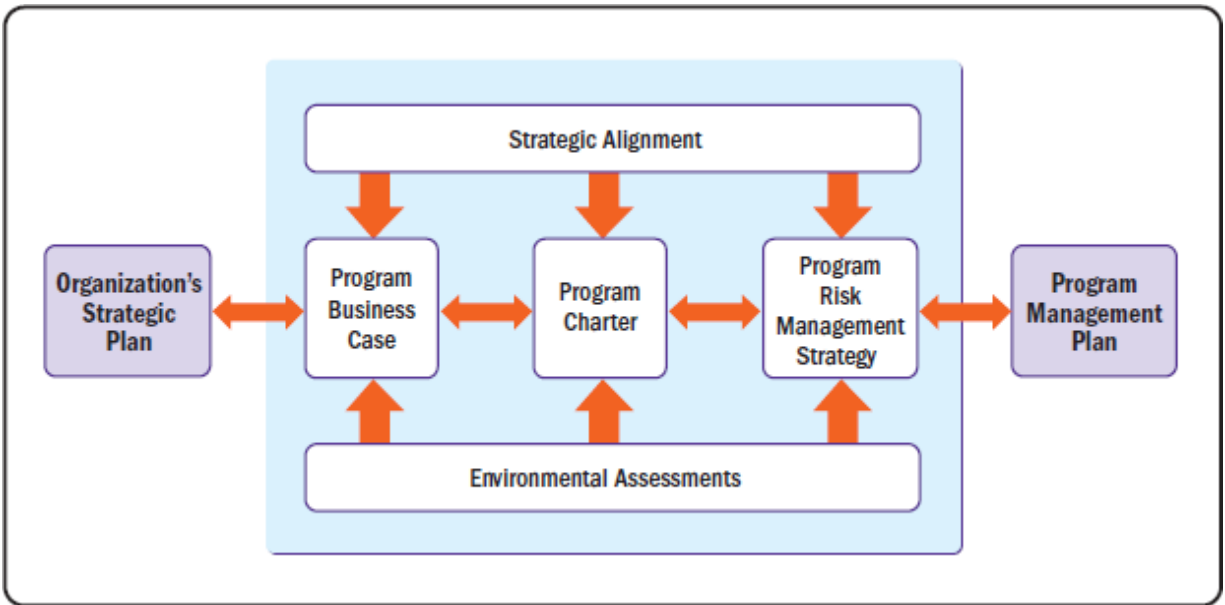 Strategic Alignment
Organization's
Strategic
Plan
Program
Business
Case
Program
Charter
Program
Risk
Management
Strategy
Program
Management
Plan
Environmental Assessments